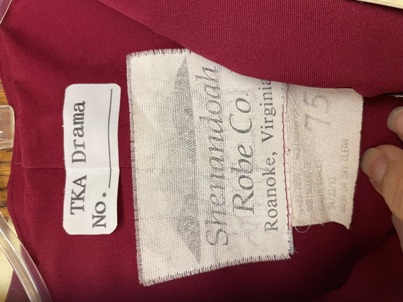 TKA Drama
No.
Shenandoah
Robe Co.
Roanoke, Virginia
75